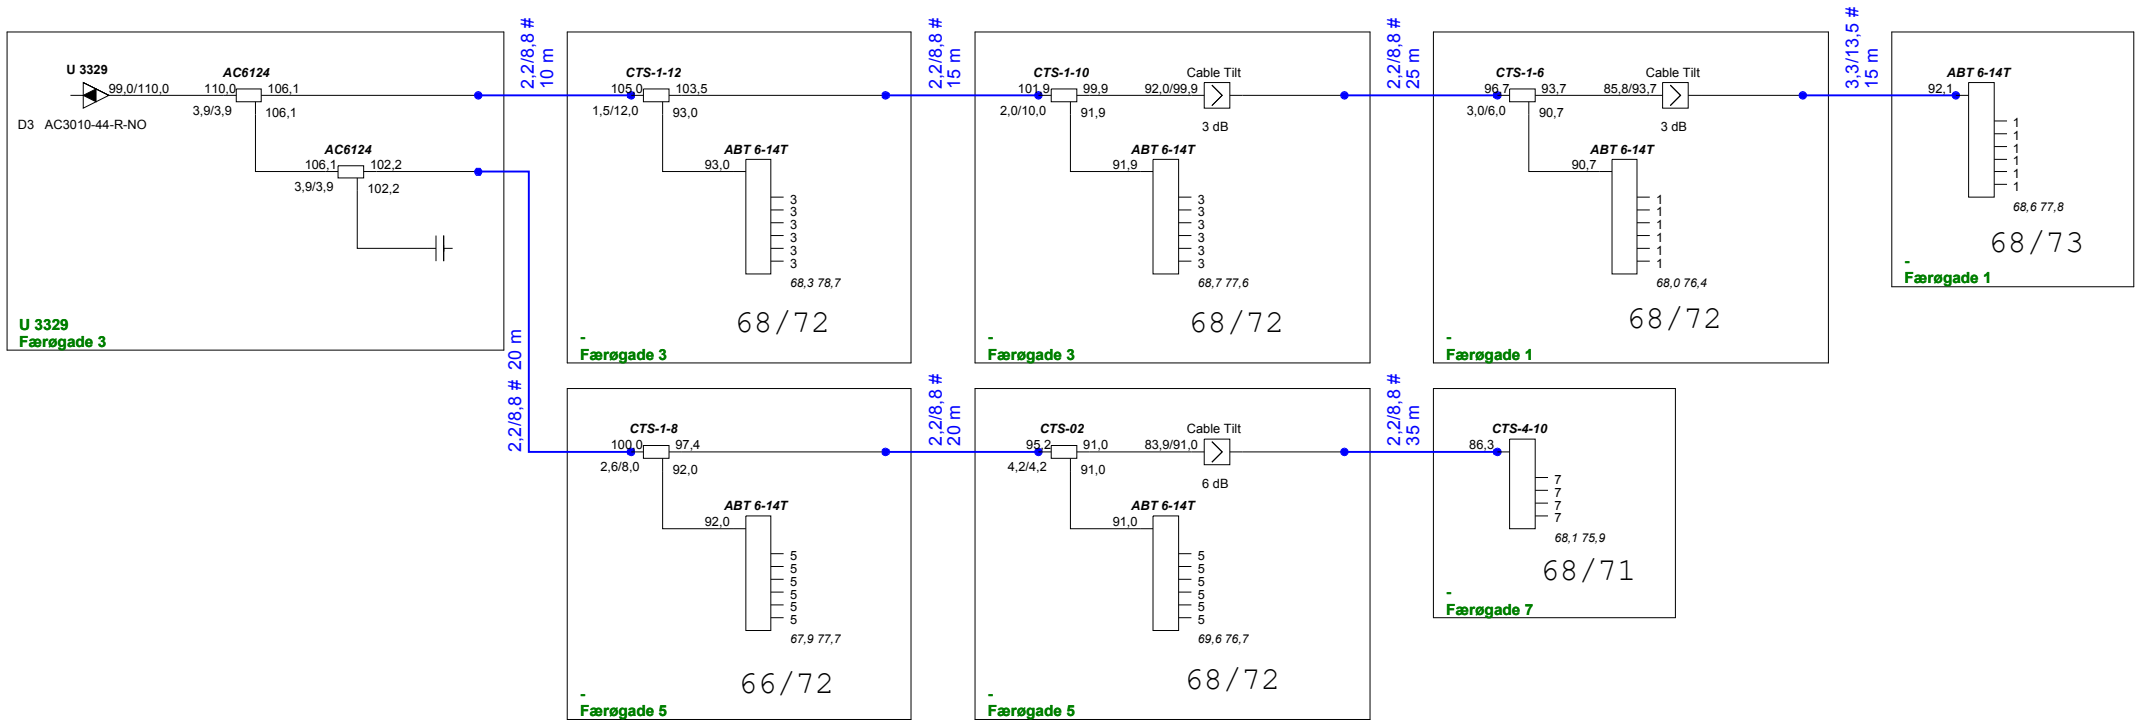 U 3329
99,0/110,0
D3 AC3010-44-R-NO
AC6124
110,0 106,1
3,9/3,9 106,1
AC6124
106,1 102,2
3,9/3,9 102,2
U 3329
Færøgade 3
2,2/8,8 #
10 m
CTS-1-12
105,0 103,5
1,5/12,0 93,0
ABT 6-14T
93,0
3
3
3
3
3
3
68,3 78,7
68/72
-
Færøgade 3
2,2/8,8 #
15 m
CTS-1-10
101,9 99,9
2,0/10,0 91,9
Cable Tilt
92,0/99,9
3 dB
ABT 6-14T
91,9
3
3
3
3
3
3
68,7 77,6
68/72
-
Færøgade 3
2,2/8,8 #
25 m
CTS-1-6
96,7 93,7
3,0/6,0 90,7
Cable Tilt
85,8/93,7
3 dB
ABT 6-14T
90,7
1
1
1
1
1
1
68,0 76,4
68/72
-
Færøgade 1
3,3/13,5 #
15 m
ABT 6-14T
92,1
1
1
1
1
1
1
68,6 77,8
68/73
-
Færøgade 1
2,2/8,8 # 20 m
CTS-1-8
100,0 97,4
2,6/8,0 92,0
ABT 6-14T
92,0
5
5
5
5
5
5
67,9 77,7
66/72
-
Færøgade 5
2,2/8,8 #
20 m
CTS-02
95,2 91,0
4,2/4,2 91,0
Cable Tilt
83,9/91,0
6 dB
ABT 6-14T
91,0
5
5
5
5
5
5
69,6 76,7
68/72
-
Færøgade 5
2,2/8,8 #
35 m
CTS-4-10
86,3
7
7
7
7
68,1 75,9
68/71
-
Færøgade 7